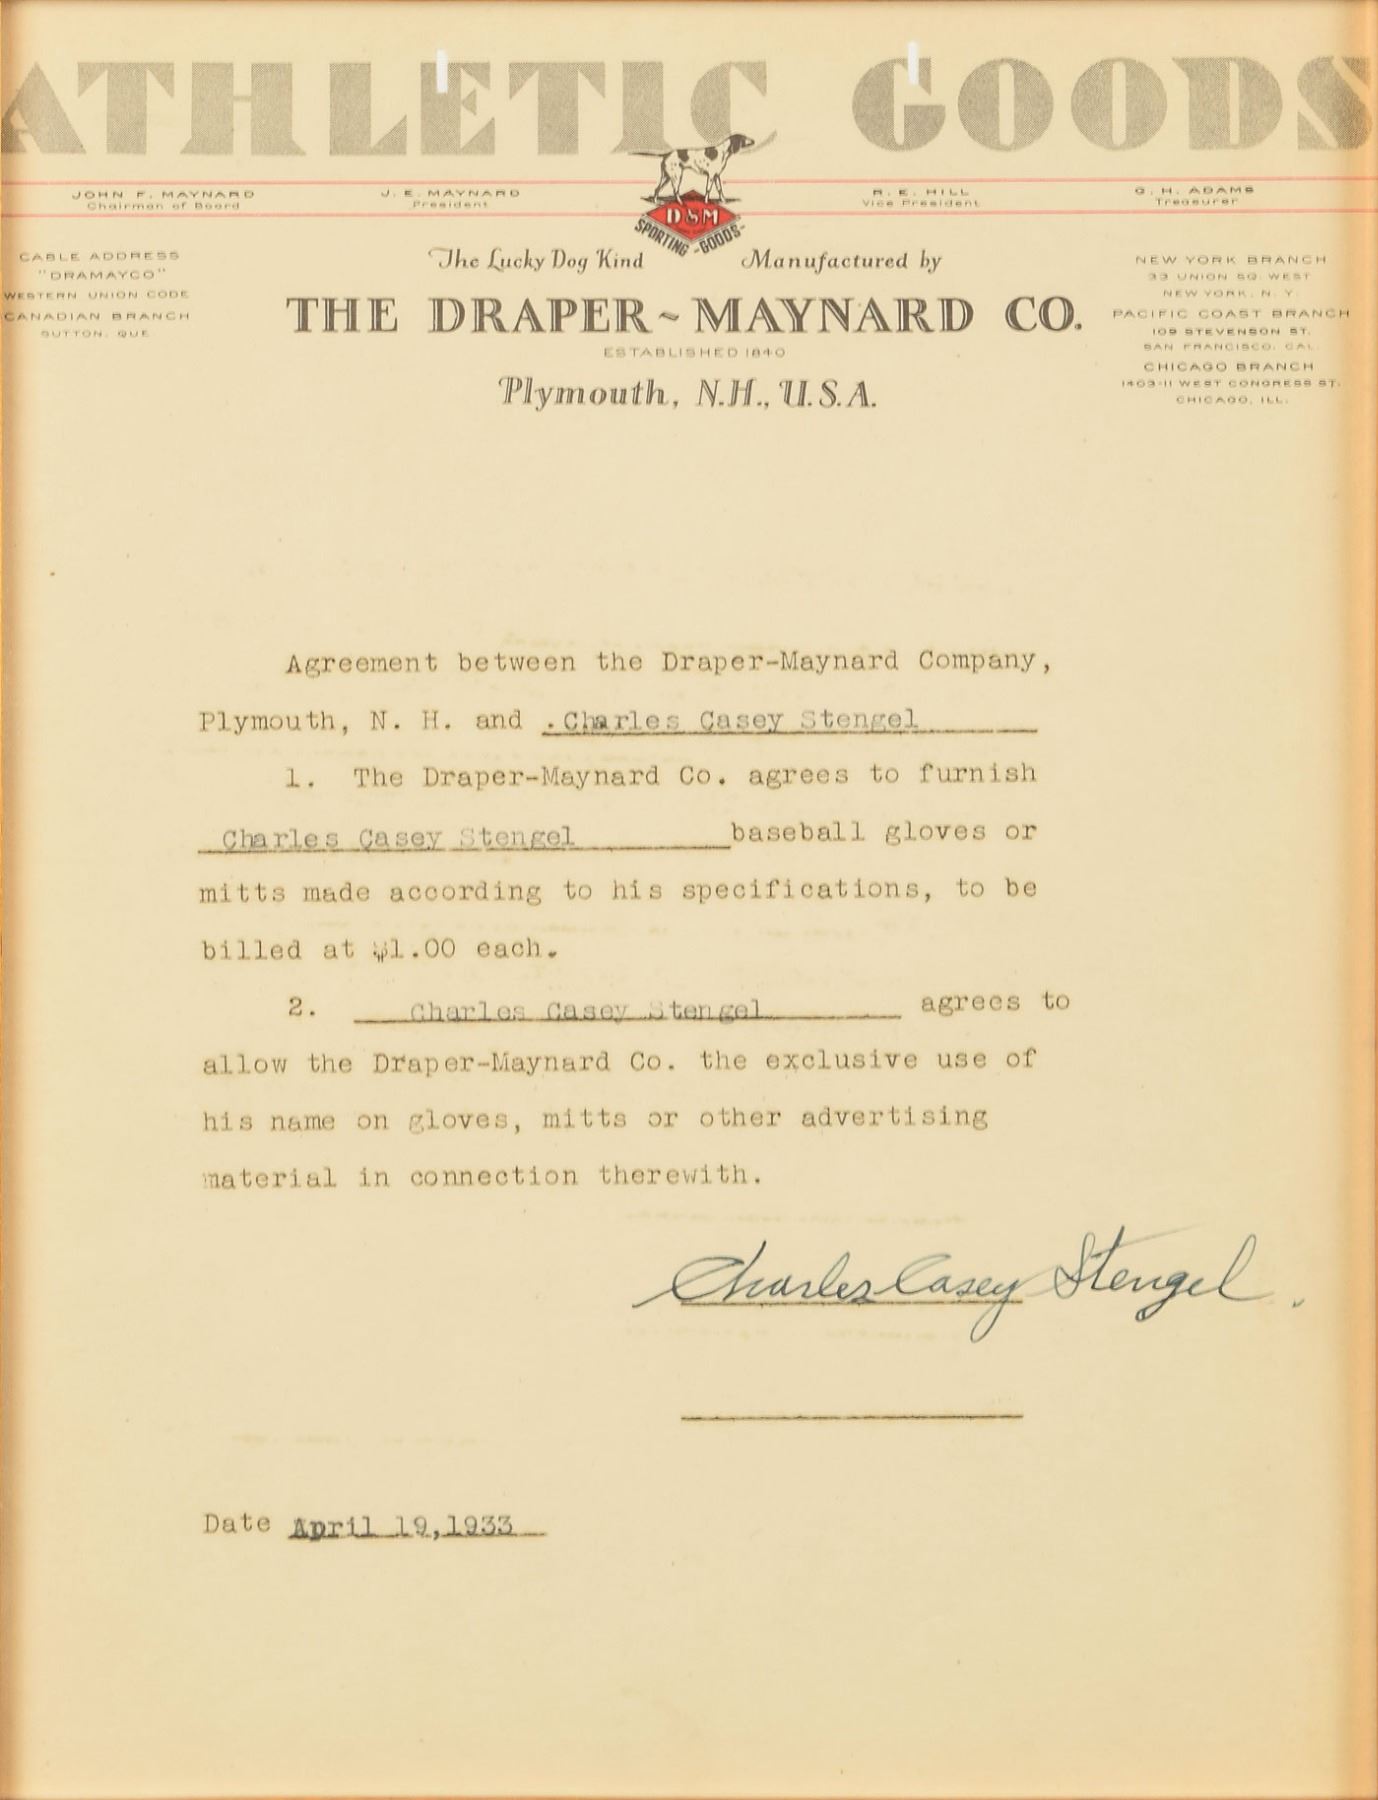 ATHLETIC GOODS
JOHN F. MAYNARD
Chairman of Board
J. E. MAYNARD
President
R. E. HILL
Vice President
G. H. ADAMS
Treasurer
D&M
SPORTING-GOODS-
CABLE ADDRESS
"DRAMAYCO"
WESTERN UNION CODE
CANADIAN BRANCH
SUTTON, QUE.
The Lucky Dog Kind Manufactured by
THE DRAPER~MAYNARD CO.
ESTABLISHED 1840
Plymouth, N.H., U.S.A.
NEW YORK BRANCH
33 UNION SQ. WEST
NEW YORK, N. Y.
PACIFIC COAST BRANCH
109 STEVENSON ST.
SAN FRANCISCO, CAL.
CHICAGO BRANCH
1403-11 WEST CONGRESS ST.
CHICAGO, ILL.
Agreement between the Draper-Maynard Company,
Plymouth, N. H. and .Charles Casey Stengel
1. The Draper-Maynard Co. agrees to furnish
Charles Casey Stengel baseball gloves or
mitts made according to his specifications, to be
billed at $1.00 each.
2. Charles Casey Stengel agrees to
allow the Draper-Maynard Co. the exclusive use of
his name on gloves, mitts or other advertising
material in connection therewith.
Charles Casey Stengel.
Date April 19,1933